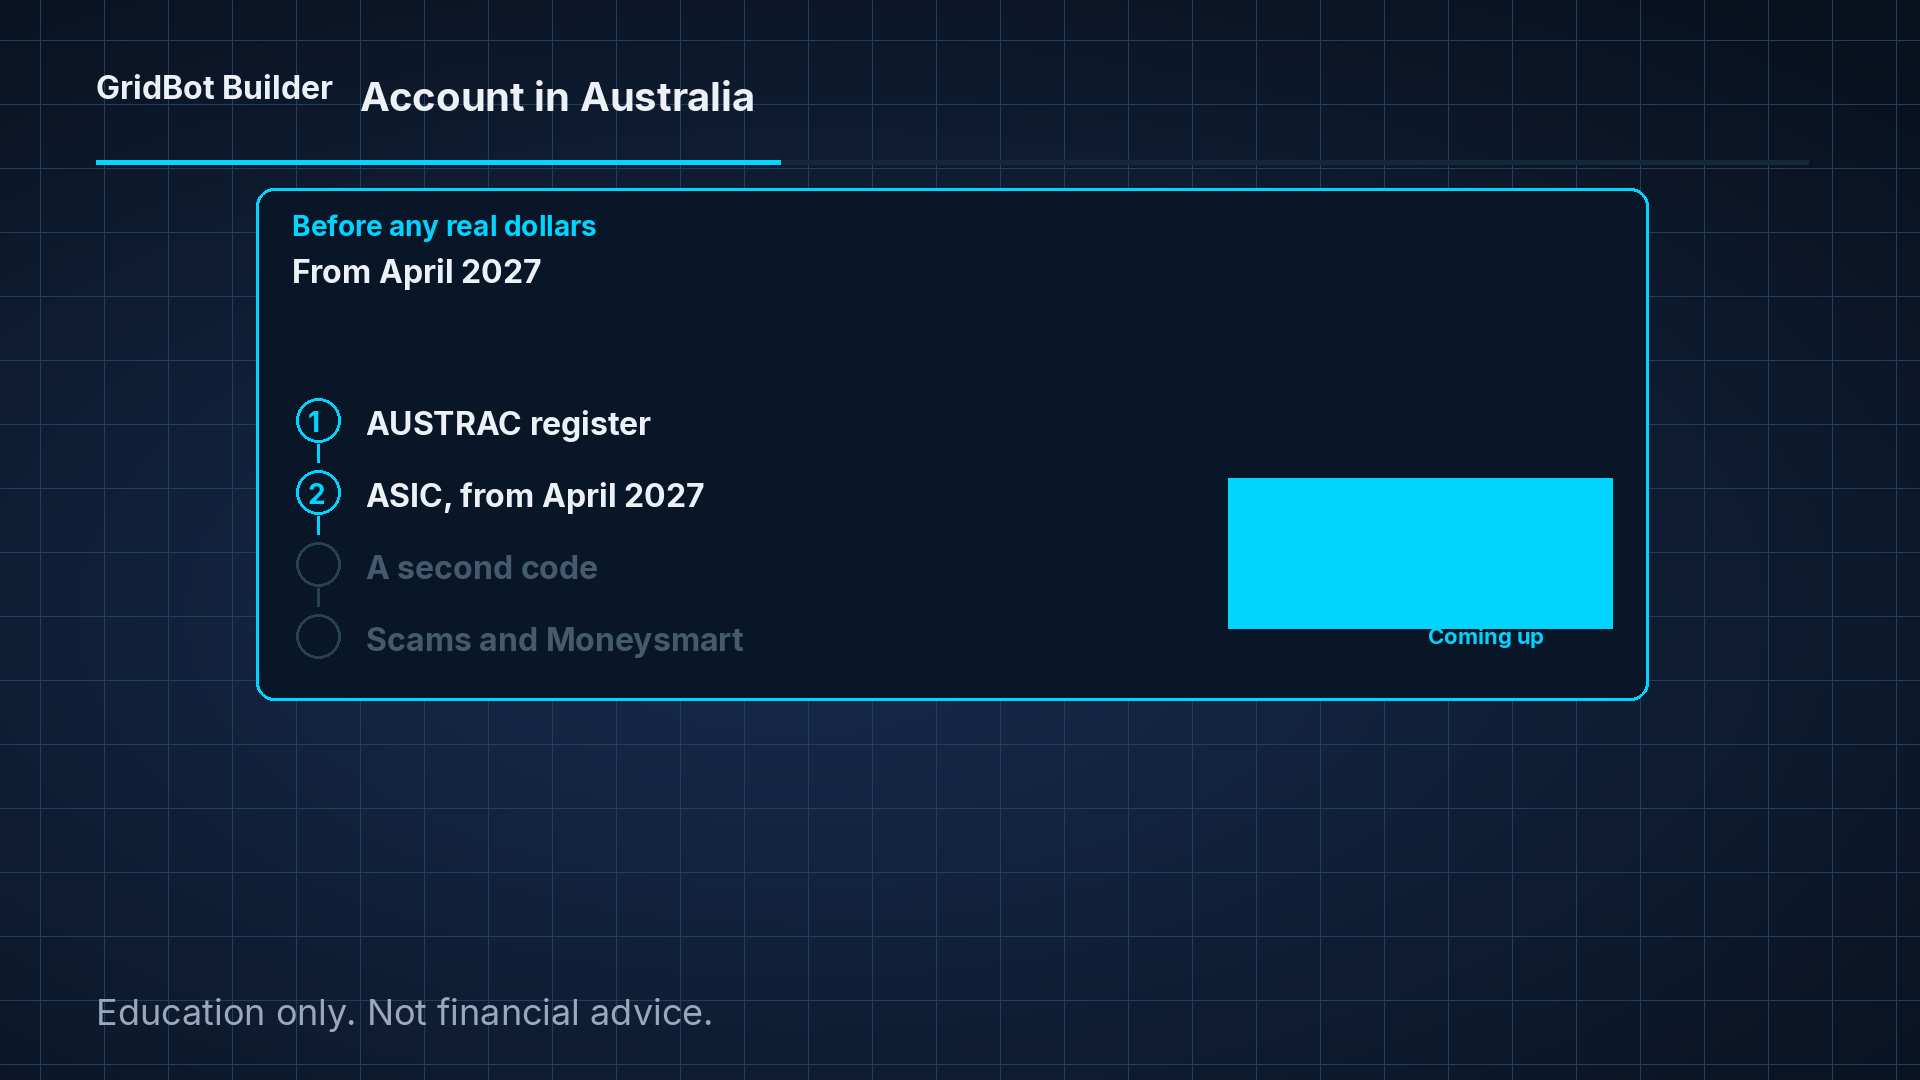 GridBot Builder
Account in Australia
Before any real dollars
From April 2027
1 AUSTRAC register
2 ASIC, from April 2027
A second code
Scams and Moneysmart
Coming up
Education only. Not financial advice.